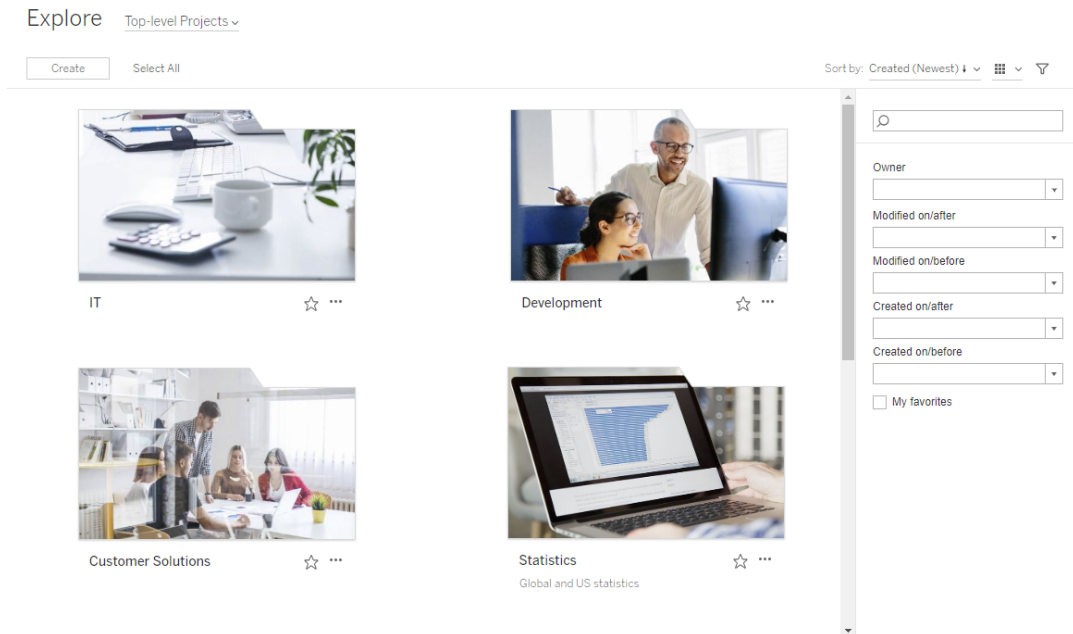 Explore Top-level Projects
Create Select All Sort by: Created (Newest)
Owner
Modified on/after
Modified on/before
Created on/after
Created on/before
My favorites
IT ...
Development ...
Customer Solutions ...
Statistics ...
Global and US statistics